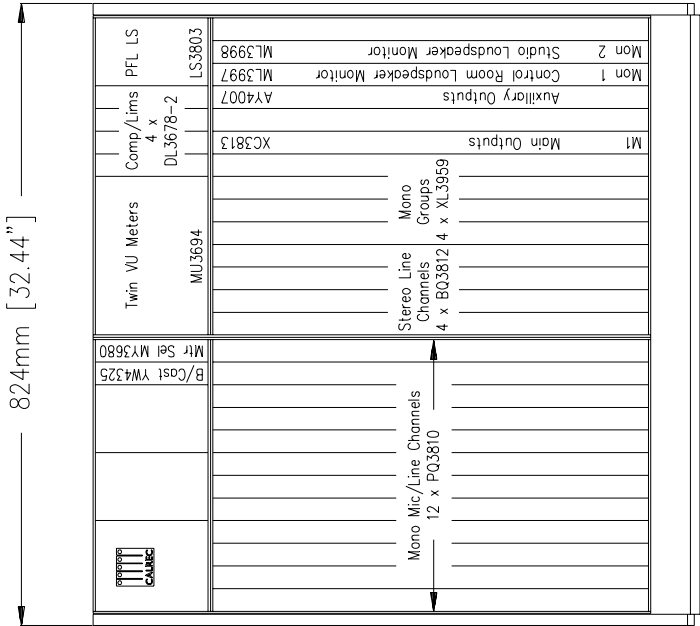 824mm [32.44"]
PFL LS
LS3803
Comp/Lims
4 x
DL3678-2
Twin VU Meters
MU3694
Mtr Sel MY3680
B/Cast YW4325
CALREC
Mon 2 Studio Loudspeaker Monitor ML3998
Mon 1 Control Room Loudspeaker Monitor ML3997
Auxiliary Outputs AY4007
M1 Main Outputs XC3813
Mono
Groups
4 x XL3959
Stereo Line
Channels
4 x BQ3812
Mono Mic/Line Channels
12 x PQ3810